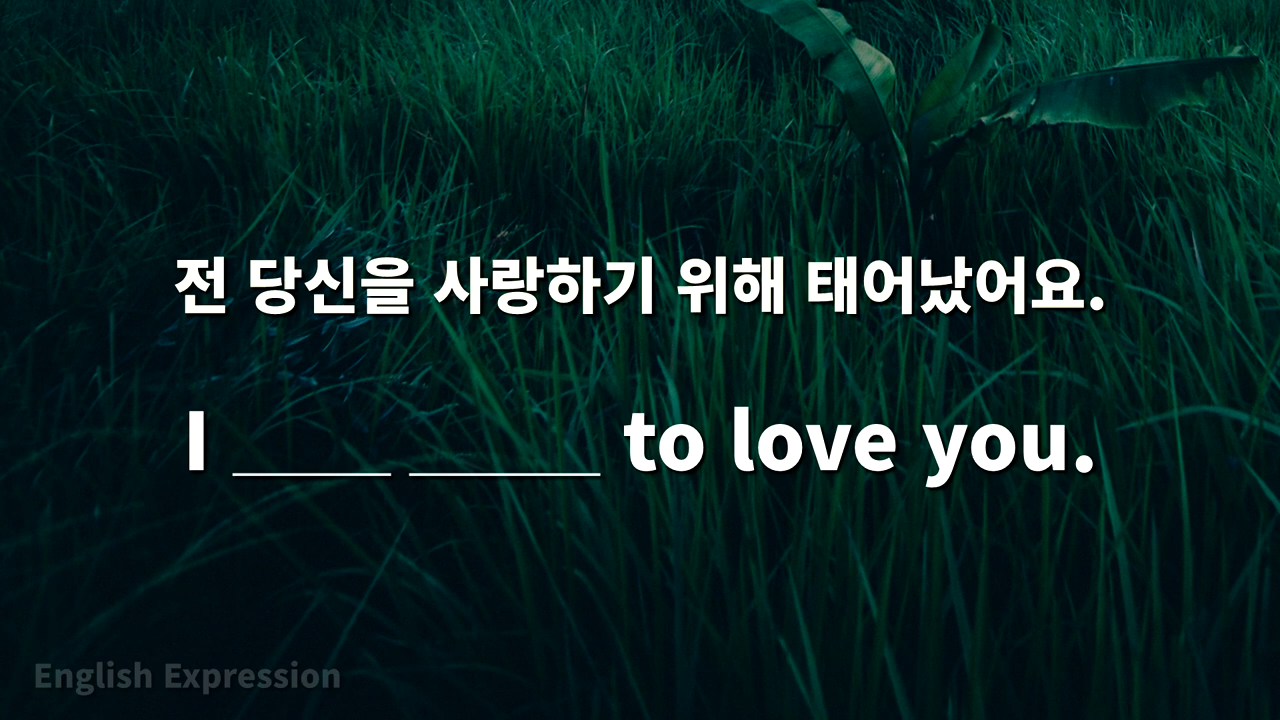 전 당신을 사랑하기 위해 태어났어요.
I ____ _____ to love you.
English Expression